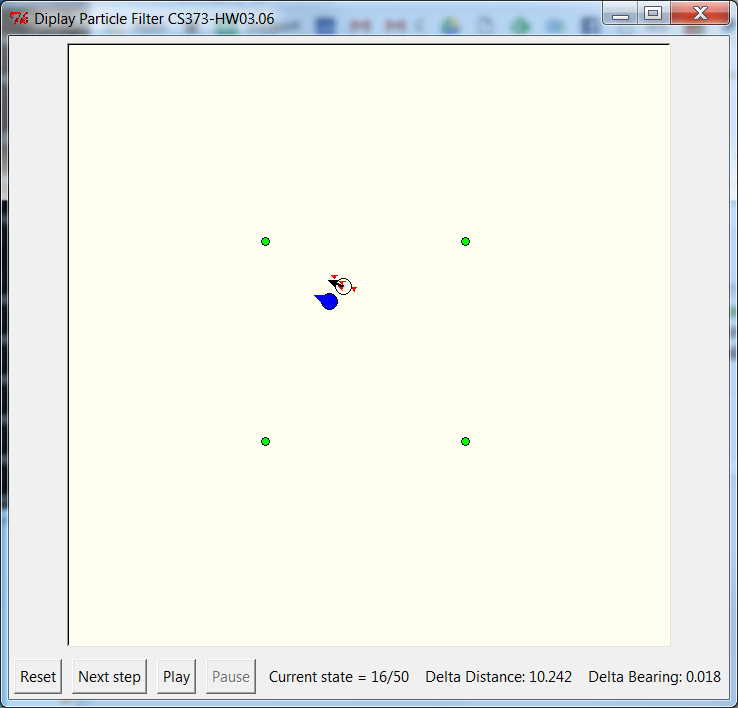 Diplay Particle Filter CS373-HW03.06
Reset Next step Play Pause Current state = 16/50 Delta Distance: 10.242 Delta Bearing: 0.018